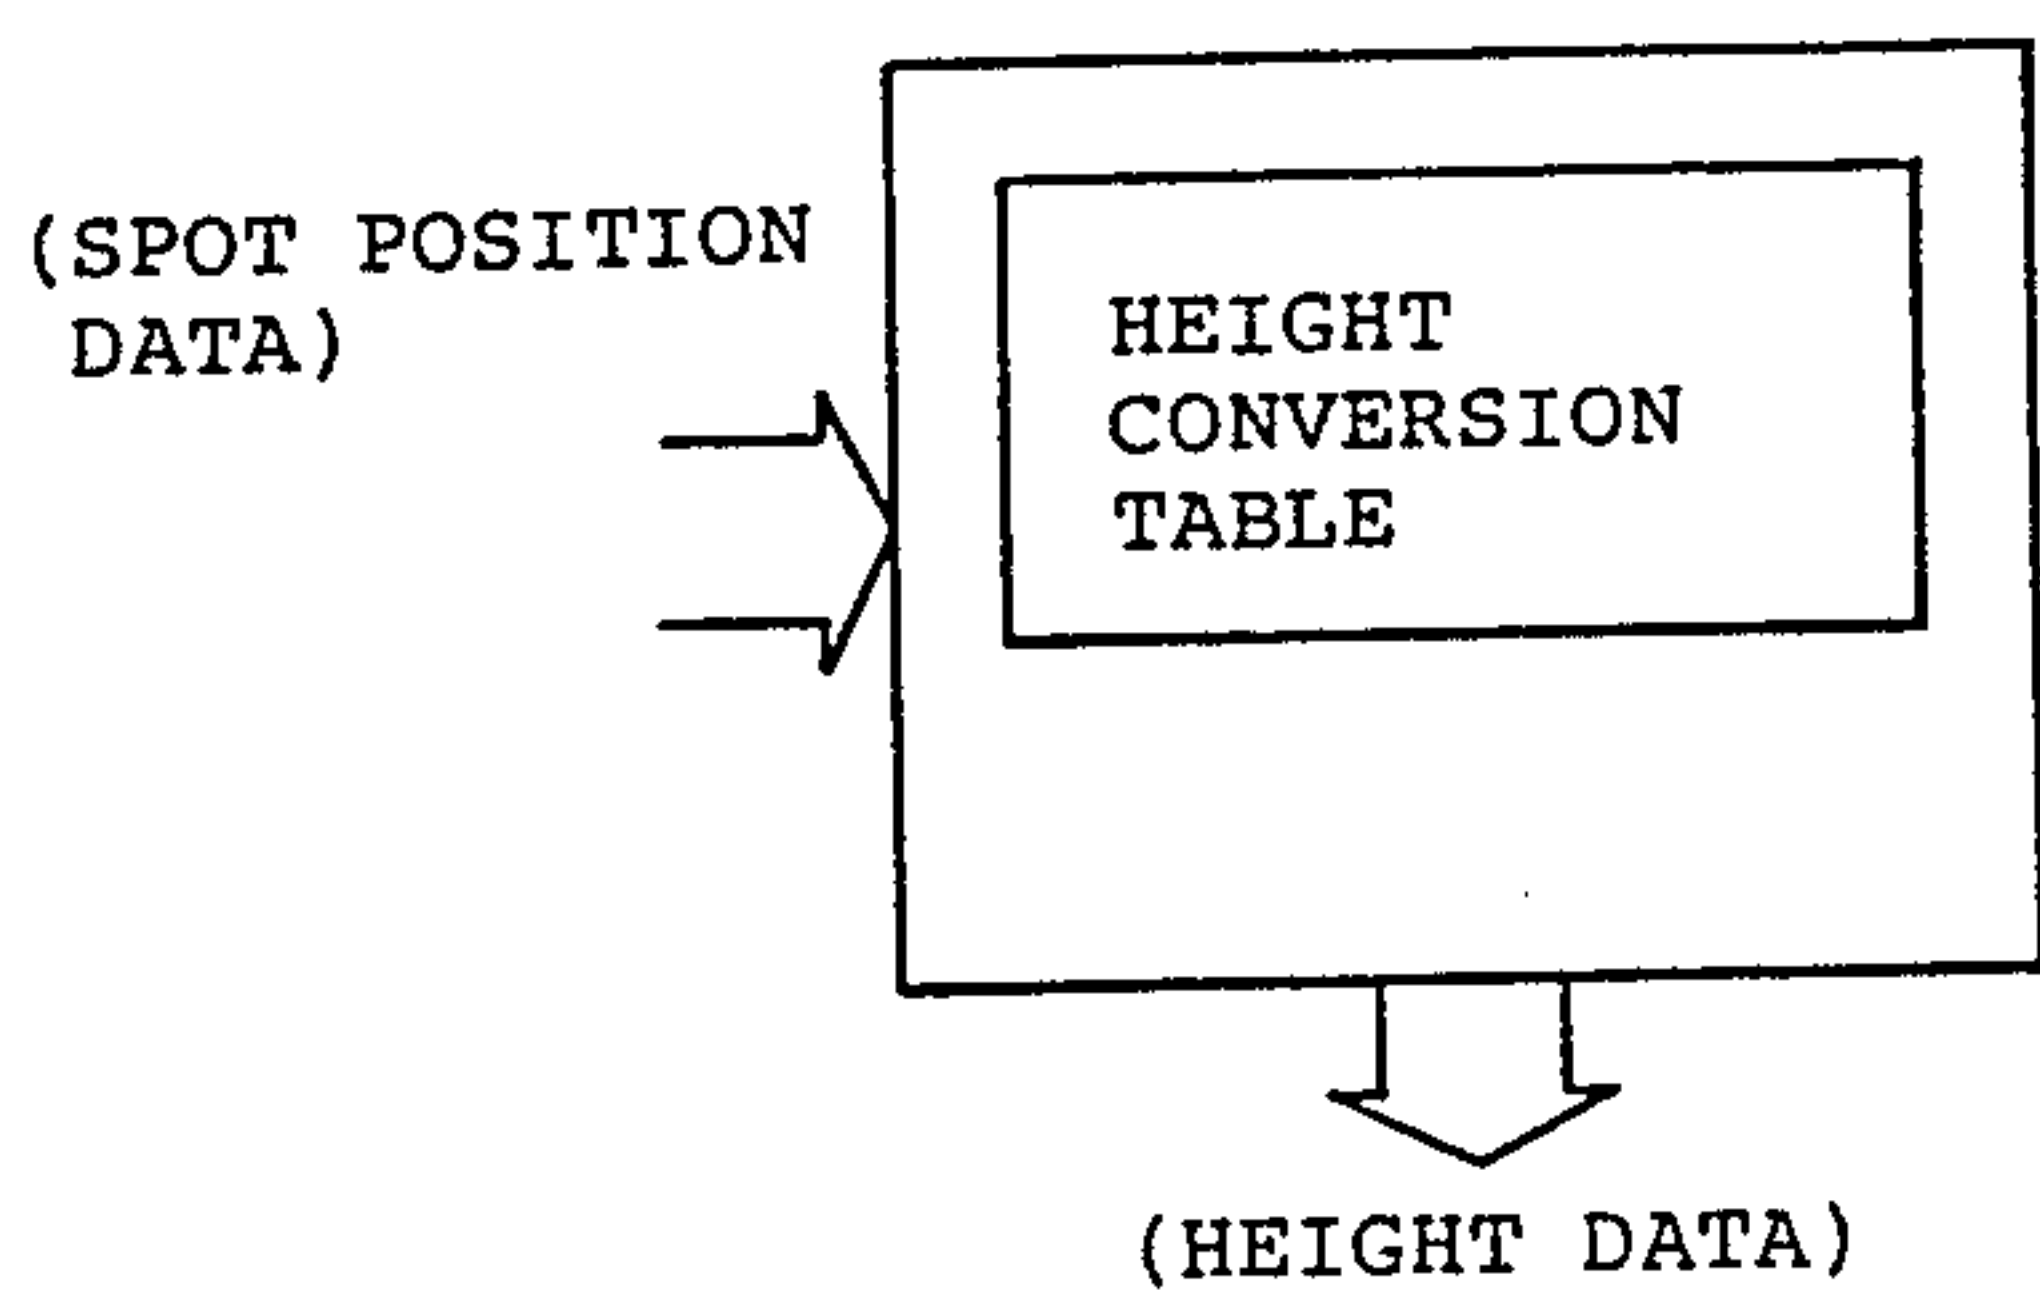 (SPOT POSITION
DATA)
HEIGHT
CONVERSION
TABLE
(HEIGHT DATA)